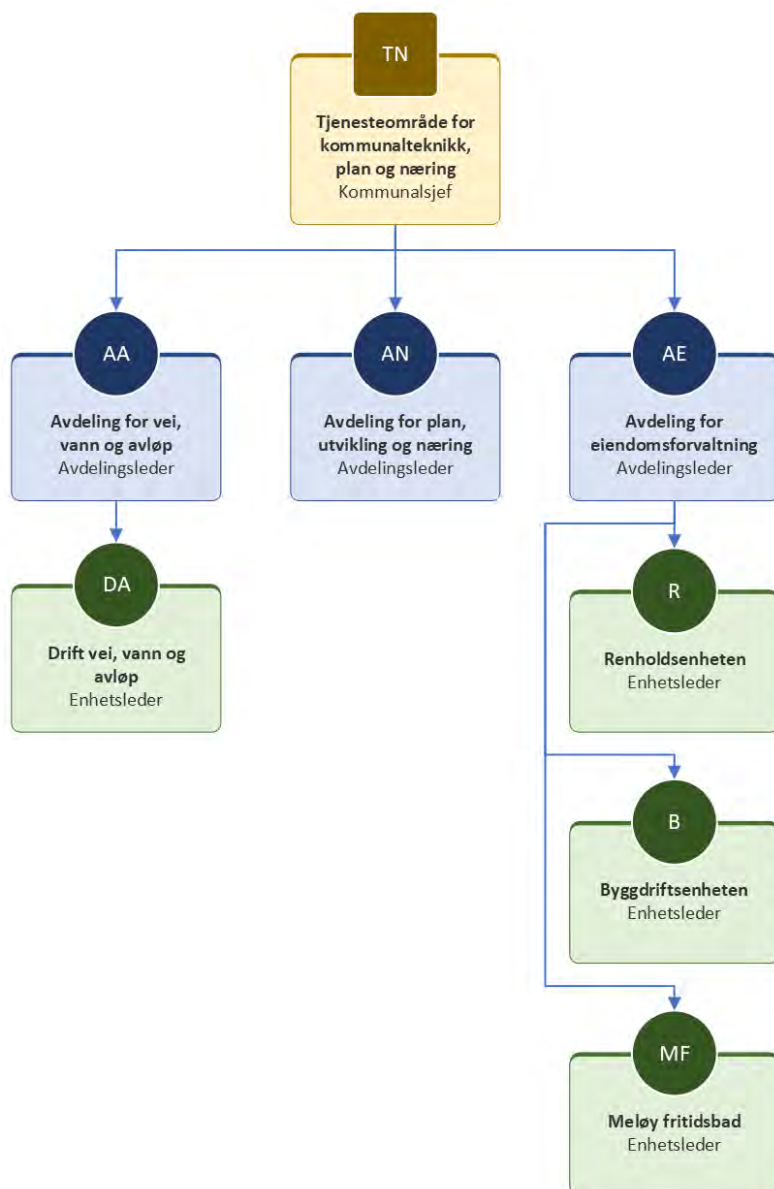 TN
Tjenesteområde for
kommunalteknikk,
plan og næring
Kommunalsjef
AA
Avdeling for vei,
vann og avløp
Avdelingsleder
AN
Avdeling for plan,
utvikling og næring
Avdelingsleder
AE
Avdeling for
eiendomsforvaltning
Avdelingsleder
DA
Drift vei, vann og
avløp
Enhetsleder
R
Renholdsenheten
Enhetsleder
B
Byggdriftsenheten
Enhetsleder
MF
Meløy fritidsbad
Enhetsleder